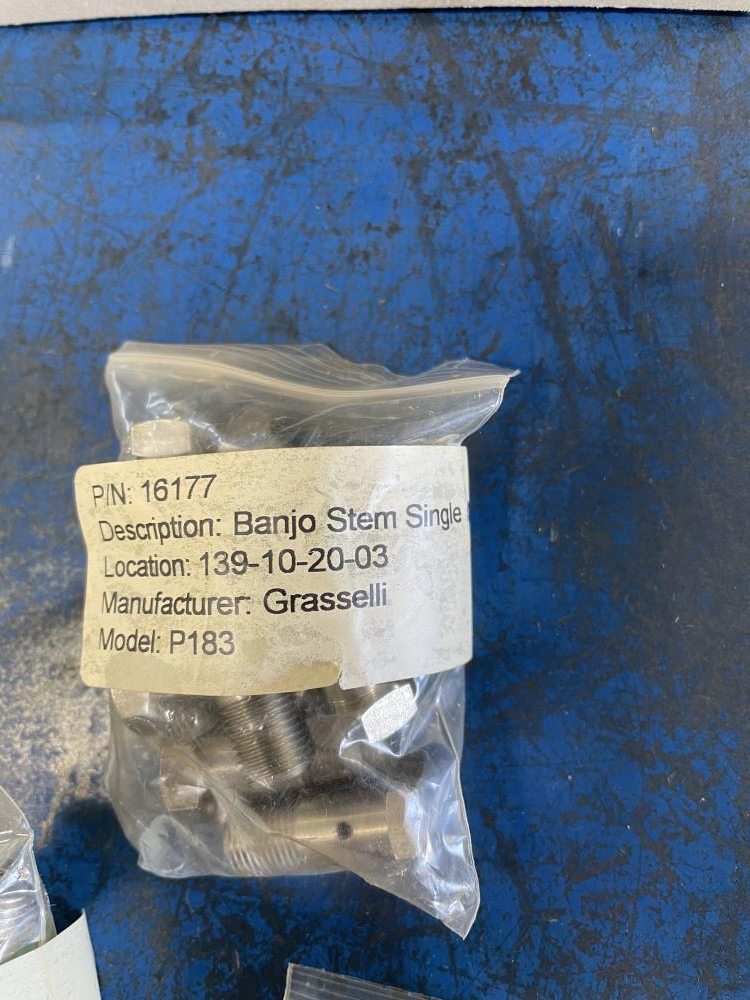 P/N: 16177
Description: Banjo Stem Single
Location: 139-10-20-03
Manufacturer: Grasselli
Model: P183